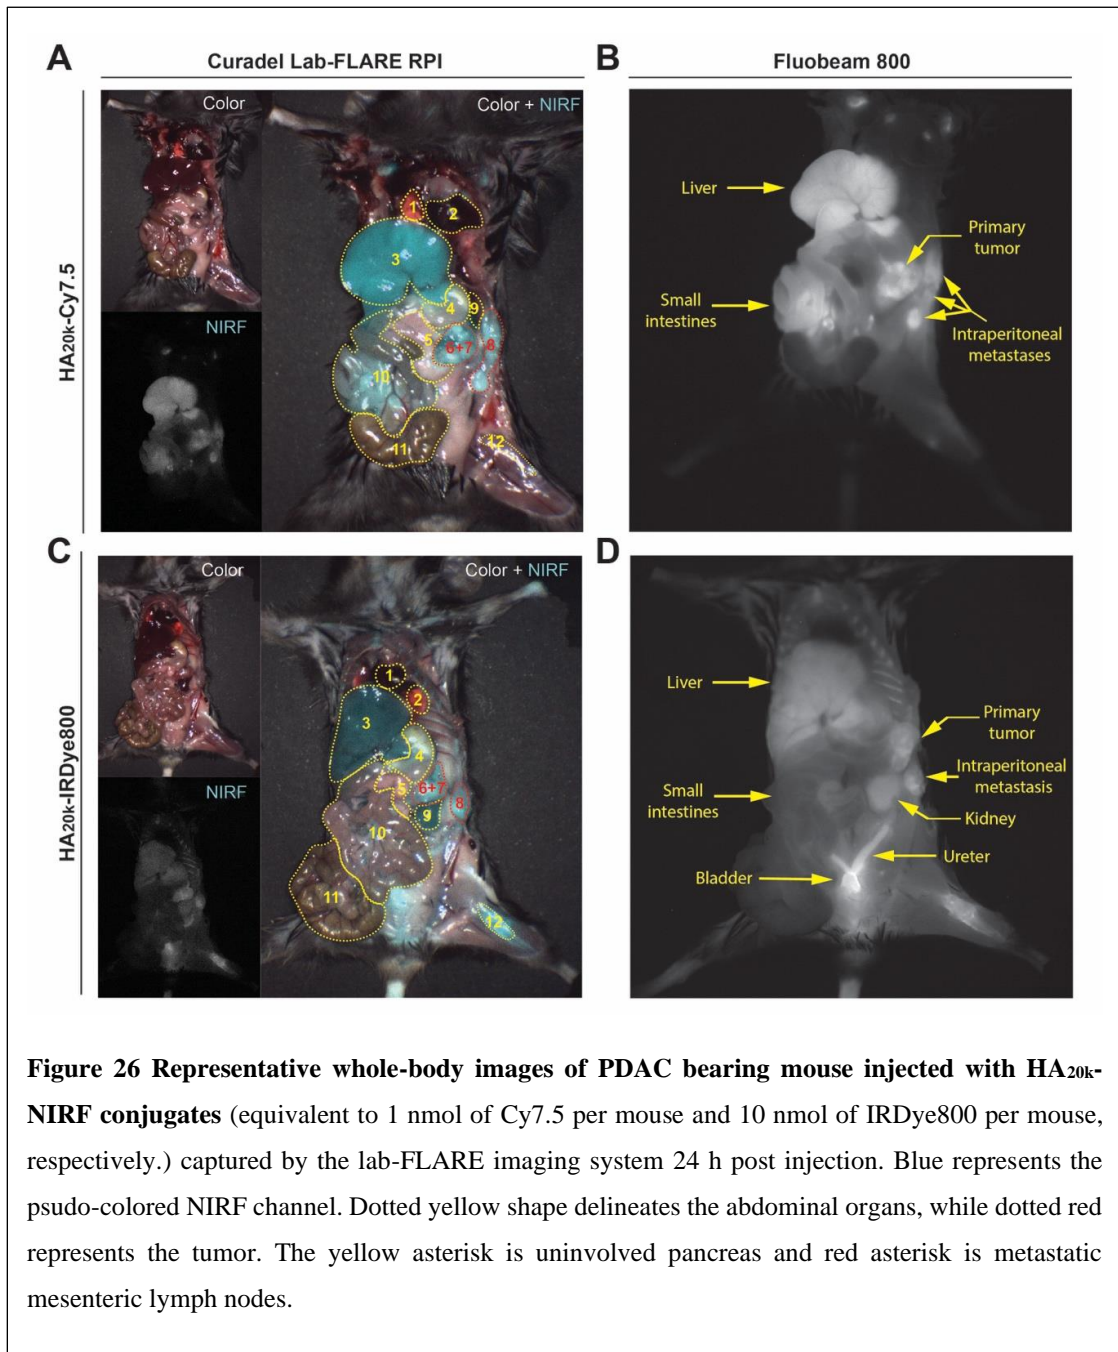 A
Curadel Lab-FLARE RPI
B
Fluobeam 800
HA20k-Cy7.5
Color
Color + NIRF
NIRF
1
2
3
4
9
5
6+7
8
10
11
12
Liver
Primary
tumor
Small
intestines
Intraperitoneal
metastases
C
D
HA20k-IRDye800
Color
Color + NIRF
NIRF
1
2
3
4
5
6+7
8
9
10
11
12
Liver
Primary
tumor
Small
intestines
Intraperitoneal
metastasis
Kidney
Ureter
Bladder
Figure 26 Representative whole-body images of PDAC bearing mouse injected with HA20k-
NIRF conjugates (equivalent to 1 nmol of Cy7.5 per mouse and 10 nmol of IRDye800 per mouse,
respectively.) captured by the lab-FLARE imaging system 24 h post injection. Blue represents the
psudo-colored NIRF channel. Dotted yellow shape delineates the abdominal organs, while dotted red
represents the tumor. The yellow asterisk is uninvolved pancreas and red asterisk is metastatic
mesenteric lymph nodes.